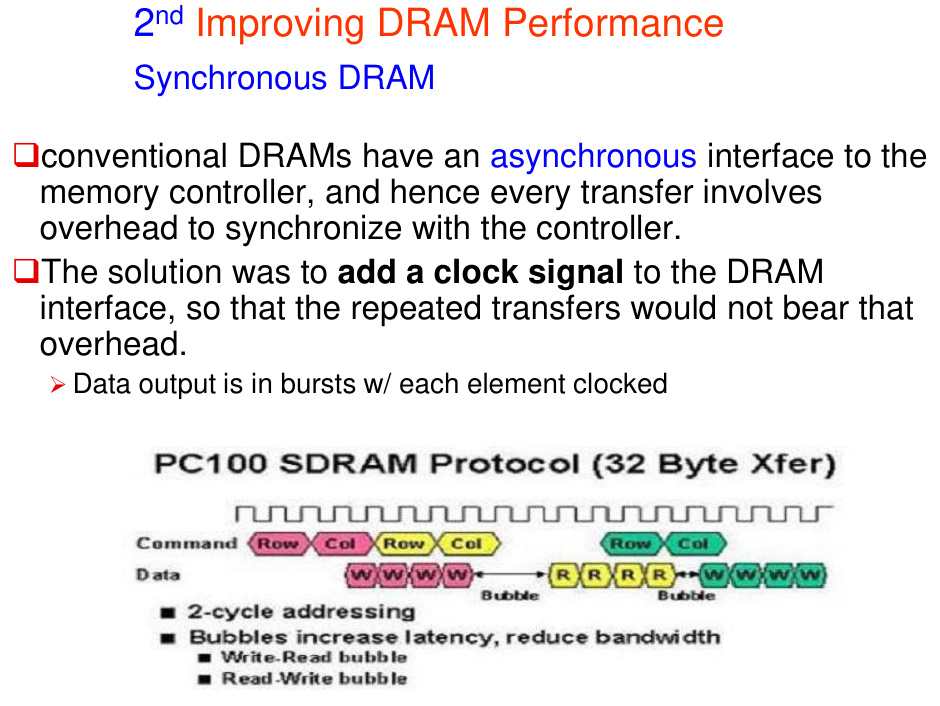 2nd Improving DRAM Performance
Synchronous DRAM
conventional DRAMs have an asynchronous interface to the
memory controller, and hence every transfer involves
overhead to synchronize with the controller.
The solution was to add a clock signal to the DRAM
interface, so that the repeated transfers would not bear that
overhead.
Data output is in bursts w/ each element clocked
PC100 SDRAM Protocol (32 Byte Xfer)
Command Row Col Row Col Row Col
Data W W W W R R R R W W W W
Bubble Bubble
2-cycle addressing
Bubbles increase latency, reduce bandwidth
Write-Read bubble
Read-Write bubble